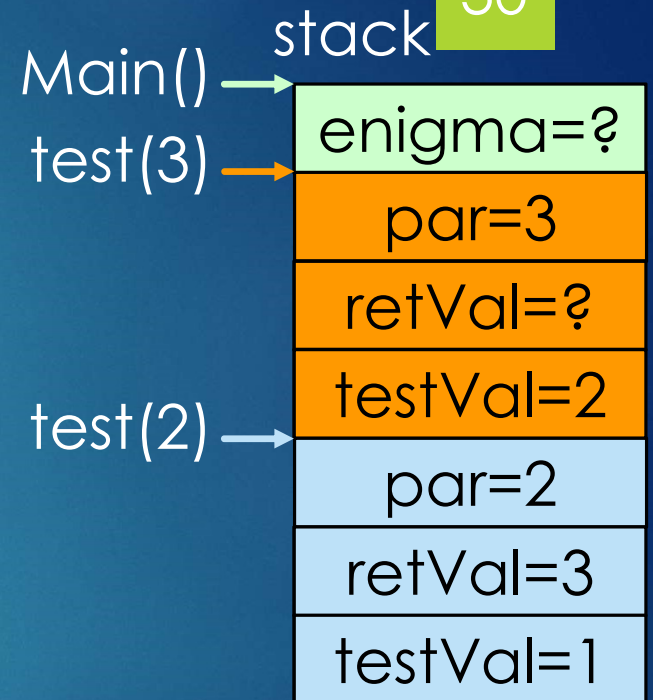 stack
Main()
enigma=?
test(3)
par=3
retVal=?
testVal=2
test(2)
par=2
retVal=3
testVal=1